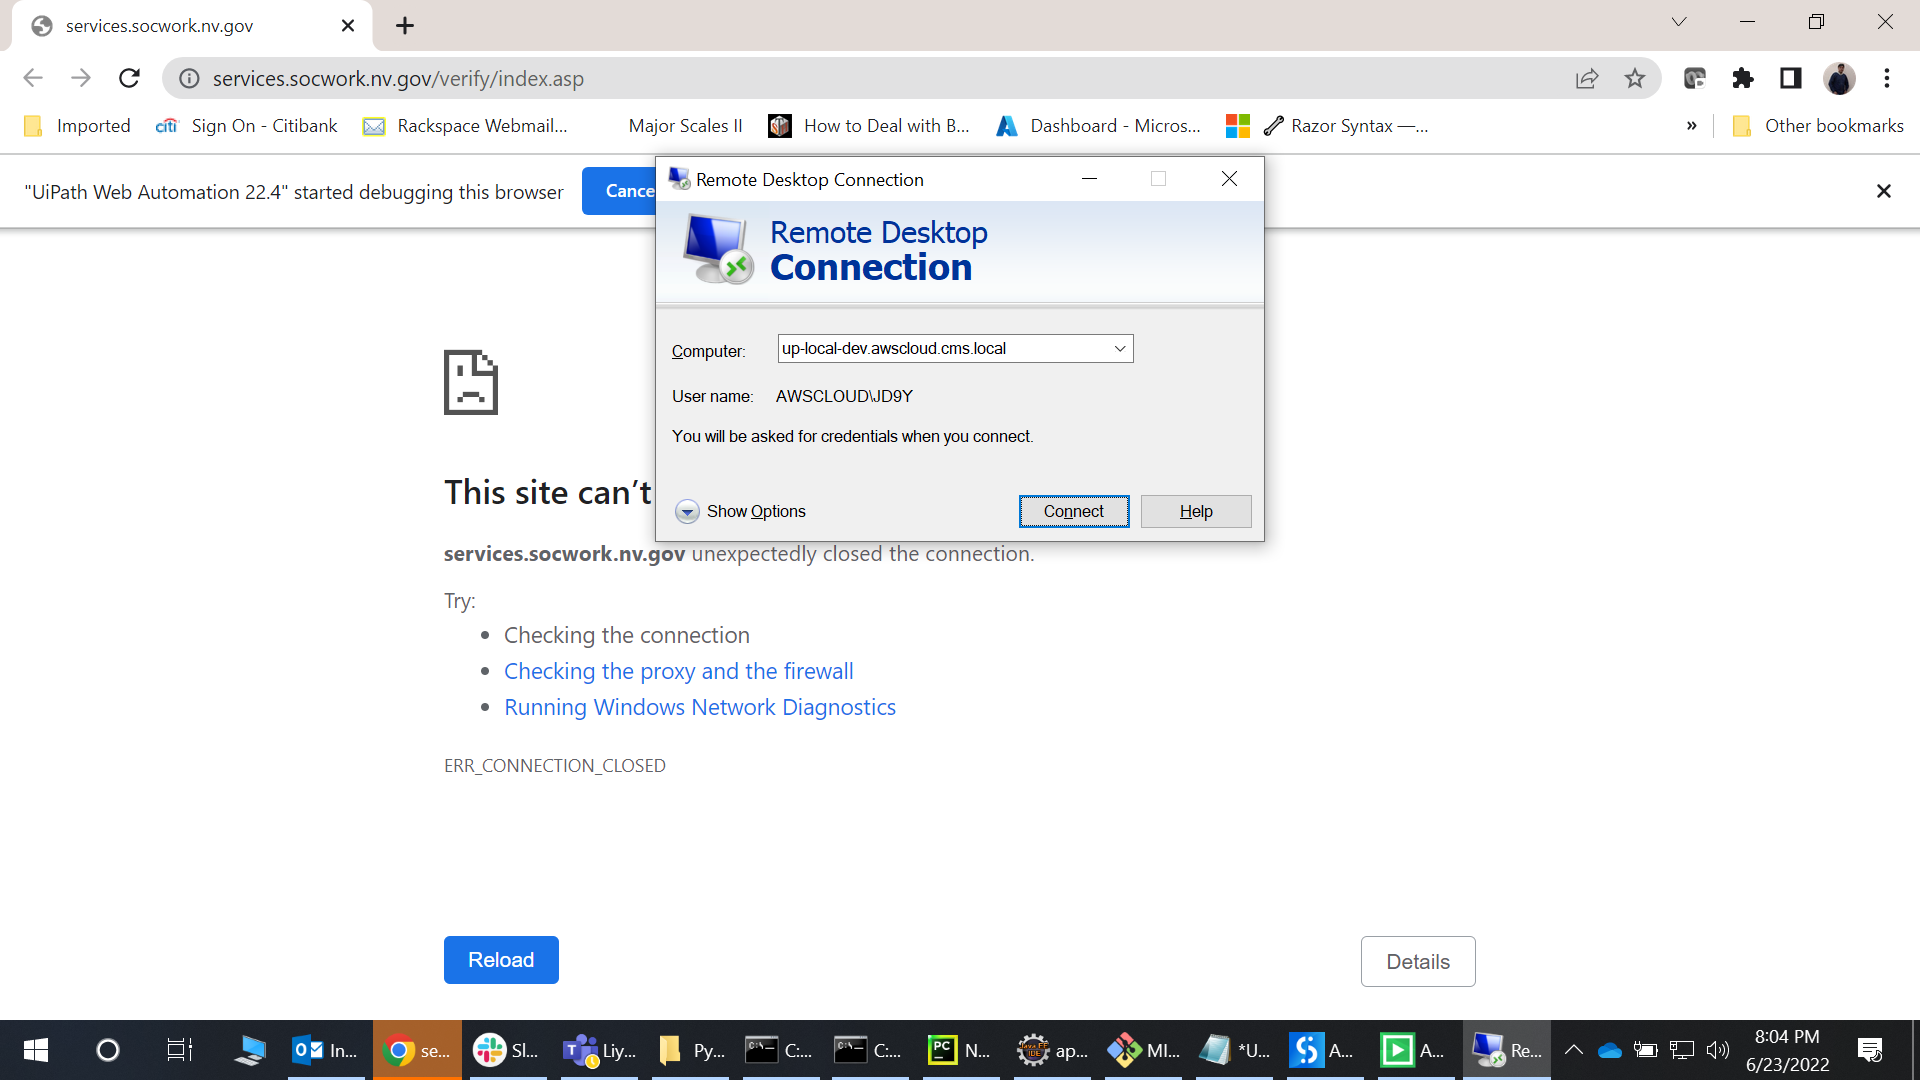 services.socwork.nv.gov
services.socwork.nv.gov/verify/index.asp
Imported
citi
Sign On - Citibank
Rackspace Webmail...
Major Scales II
How to Deal with B...
Dashboard - Micros...
Razor Syntax —...
»
Other bookmarks
"UiPath Web Automation 22.4" started debugging this browser
Cance
Remote Desktop Connection
Remote Desktop
Connection
Computer:
up-local-dev.awscloud.cms.local
User name:
AWSCLOUD\JD9Y
You will be asked for credentials when you connect.
Show Options
Connect
Help
This site can't
services.socwork.nv.gov unexpectedly closed the connection.
Try:
• Checking the connection
• Checking the proxy and the firewall
• Running Windows Network Diagnostics
ERR_CONNECTION_CLOSED
Reload
Details
In...
se...
Sl...
Liy...
Py...
C:...
C:...
PC
N...
ap...
MI...
*U...
A...
A...
Re...
8:04 PM
6/23/2022